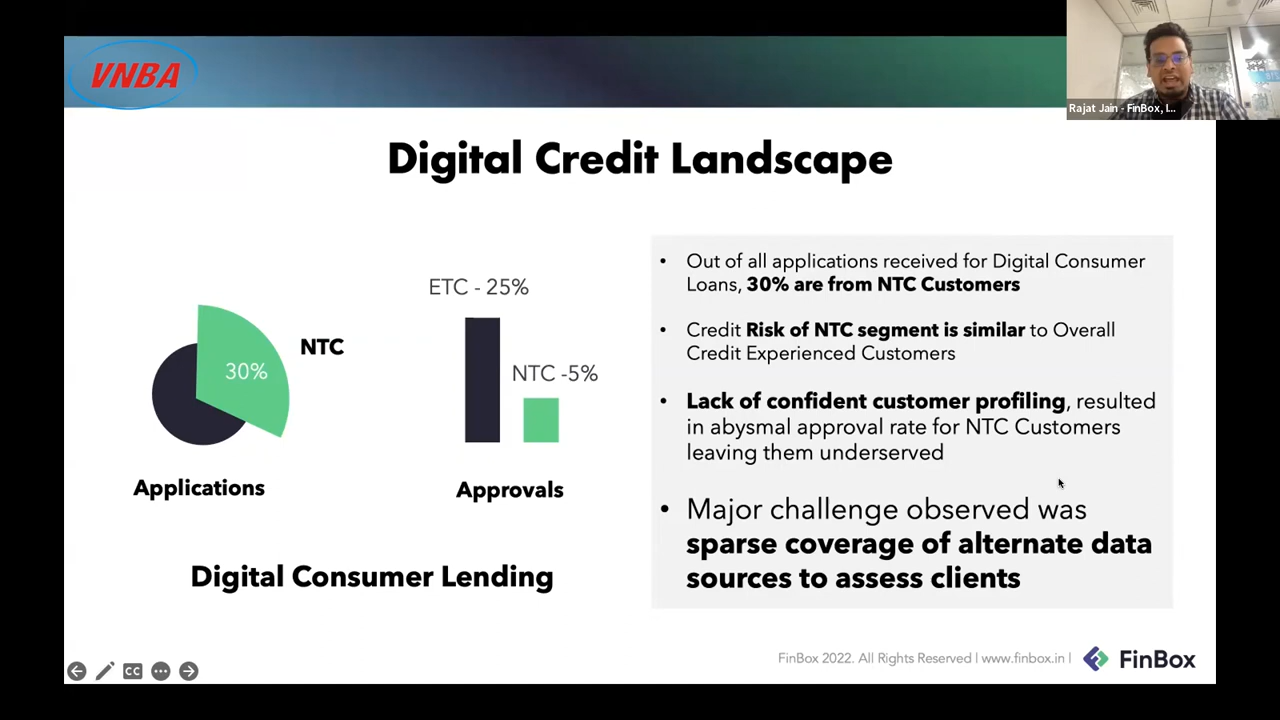 VNBA
Rajat Jain - FinBox, I...
Digital Credit Landscape
ETC - 25%
NTC
30%
NTC -5%
Applications
Approvals
Digital Consumer Lending
• Out of all applications received for Digital Consumer
Loans, 30% are from NTC Customers
• Credit Risk of NTC segment is similar to Overall
Credit Experienced Customers
• Lack of confident customer profiling, resulted
in abysmal approval rate for NTC Customers
leaving them underserved
• Major challenge observed was
sparse coverage of alternate data
sources to assess clients
CC
FinBox 2022. All Rights Reserved | www.finbox.in |
FinBox